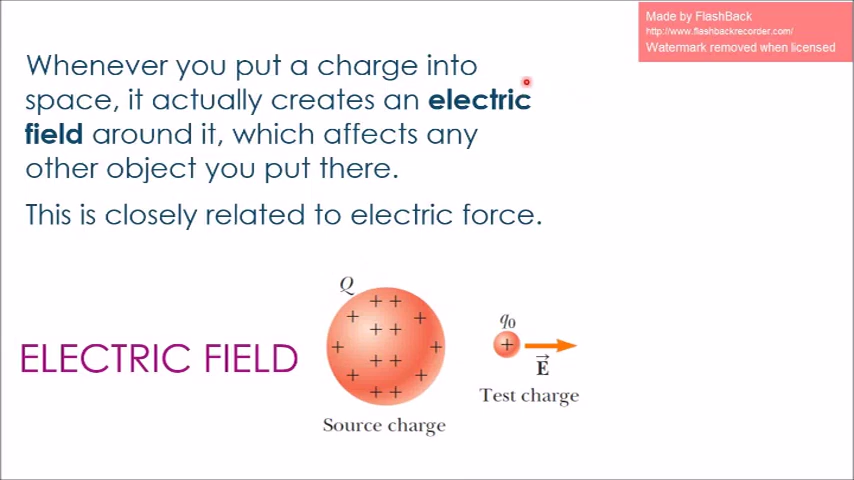 Made by FlashBack
http://www.flashbackrecorder.com/
Watermark removed when licensed
Whenever you put a charge into
space, it actually creates an electric
field around it, which affects any
other object you put there.
This is closely related to electric force.
ELECTRIC FIELD
Q
+ +
+ +
+ +
+ +
+ +
+ +
+ +
Source charge
q₀
+
E⃗
Test charge